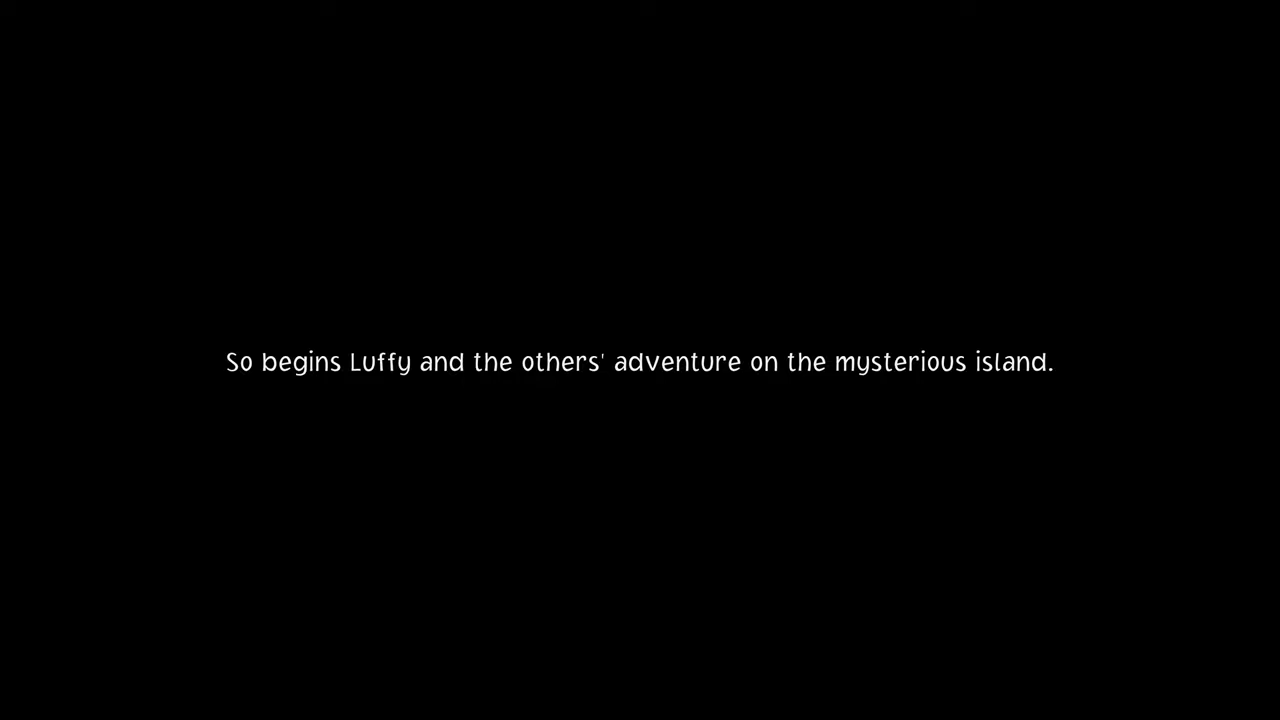 So begins Luffy and the others' adventure on the mysterious island.